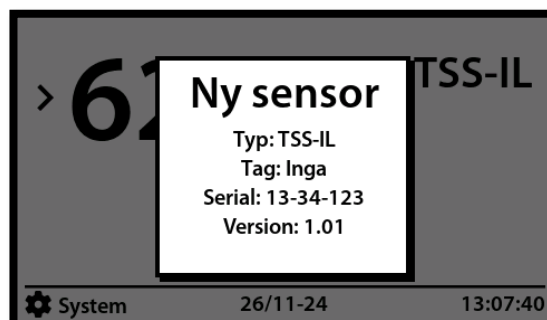 Ny sensor
Typ: TSS-IL
Tag: Inga
Serial: 13-34-123
Version: 1.01
TSS-IL
System 26/11-24 13:07:40